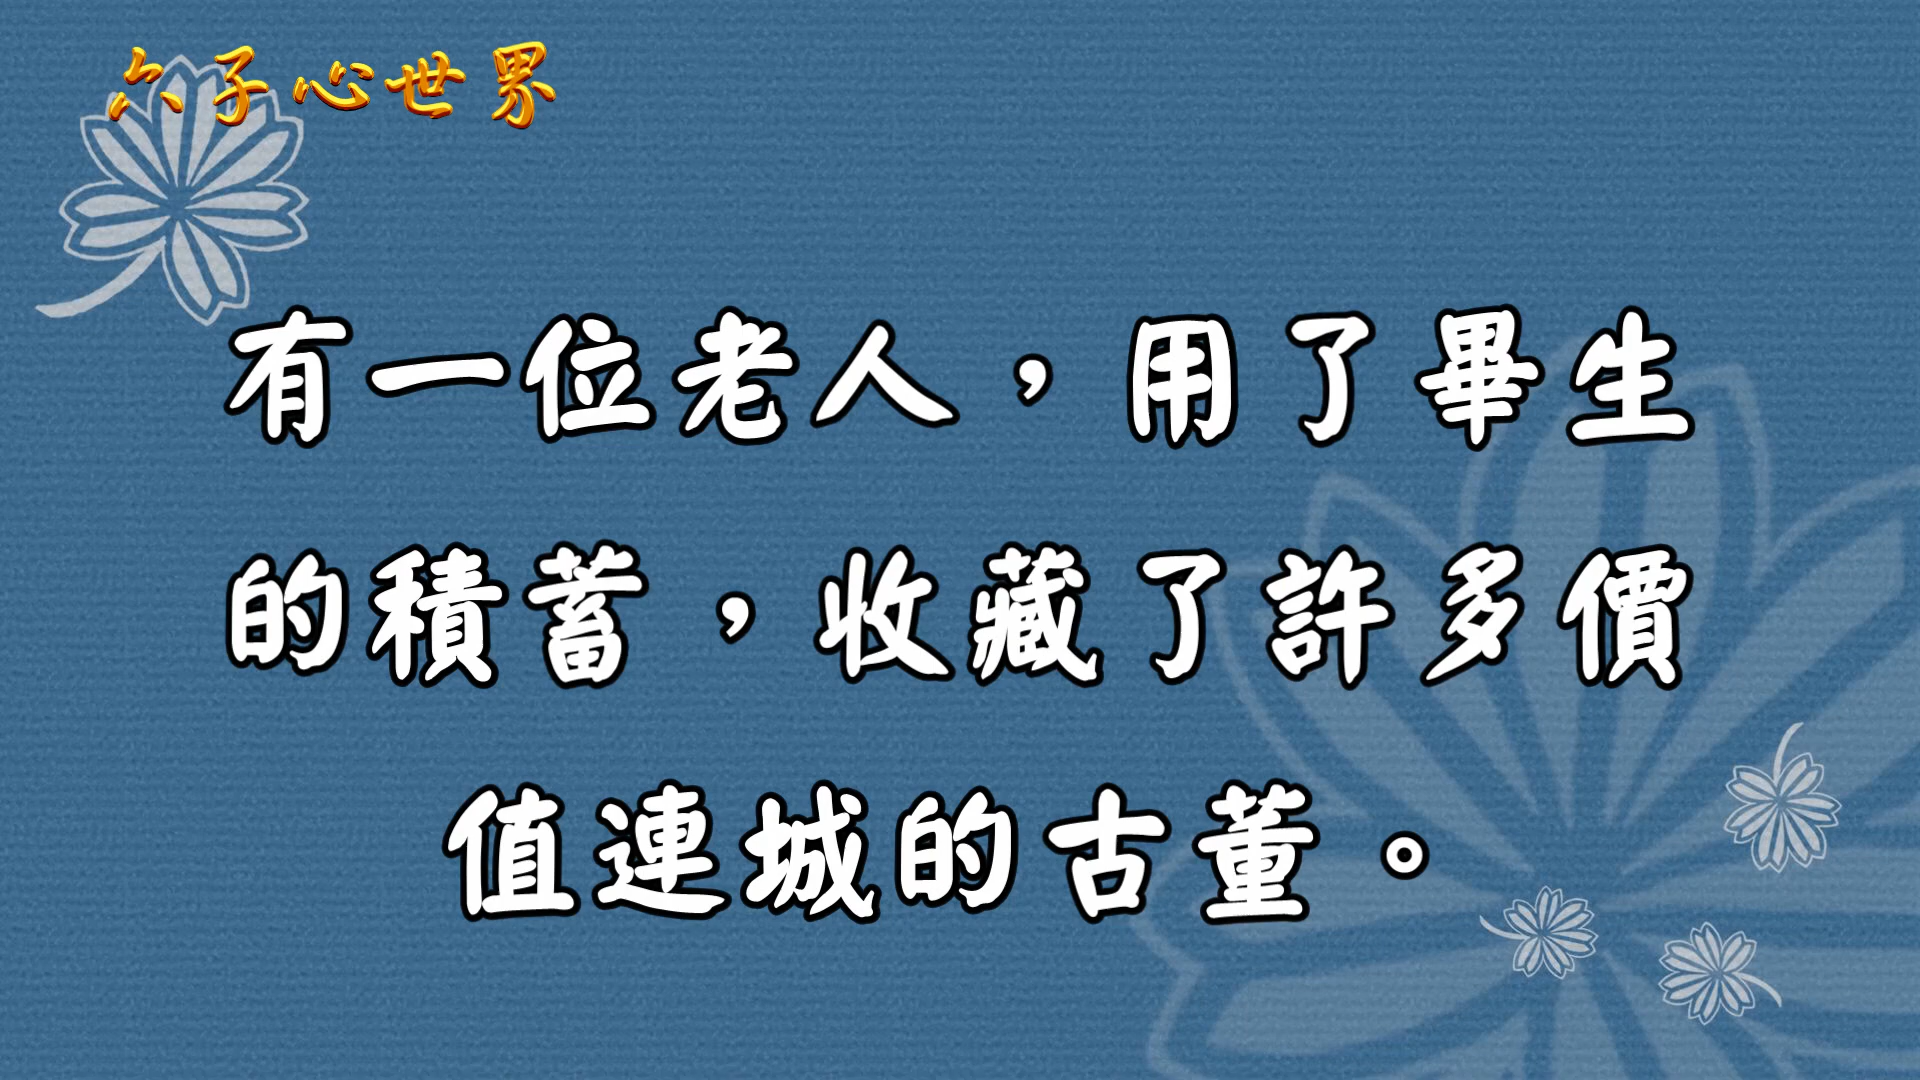 六子心世界
有一位老人，用了畢生
的積蓄，收藏了許多價
值連城的古董。